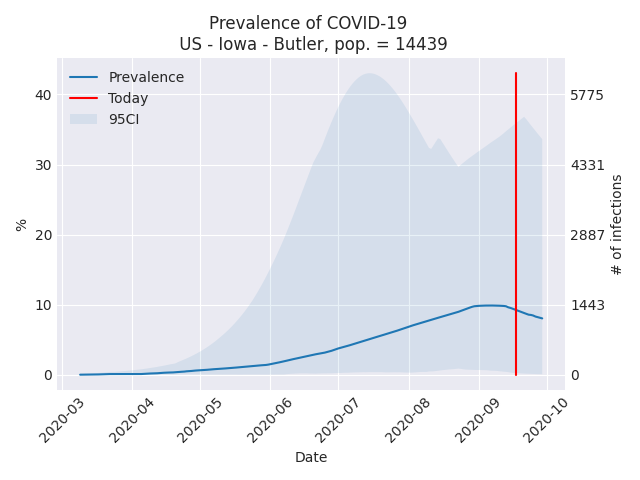 Prevalence of COVID-19
US - Iowa - Butler, pop. = 14439
Prevalence
Today
95CI
40
30
20
10
0
%
5775
4331
2887
1443
0
# of infections
2020-03
2020-04
2020-05
2020-06
2020-07
2020-08
2020-09
2020-10
Date